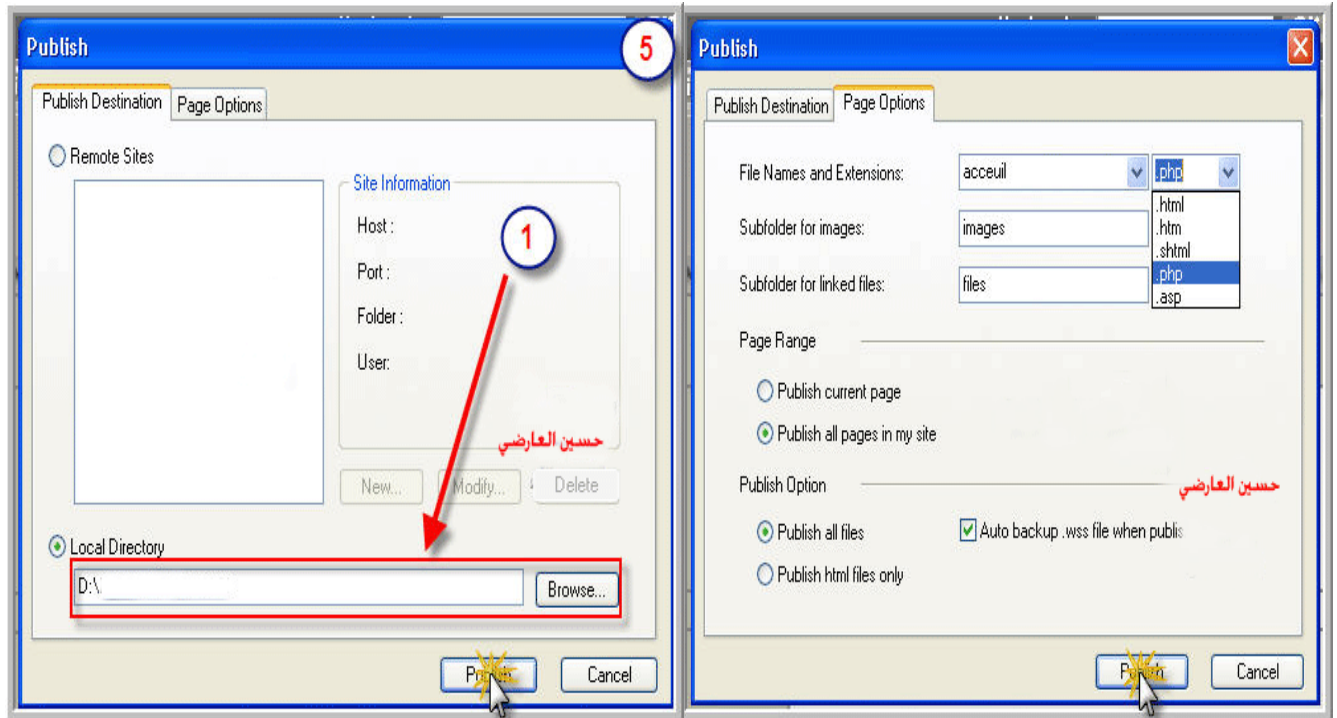 Publish
5
Publish Destination
Page Options
Remote Sites
Site Information
Host :
1
Port :
Folder :
User:
حسين العارضي
New...
Modify...
Delete
Local Directory
D:\
Browse...
Cancel
Publish
Publish Destination
Page Options
File Names and Extensions:
acceuil
.php
.html
.htm
Subfolder for images:
images
.shtml
.php
Subfolder for linked files:
files
.asp
Page Range
Publish current page
Publish all pages in my site
Publish Option
حسين العارضي
Publish all files
Auto backup .wss file when publis
Publish html files only
Cancel